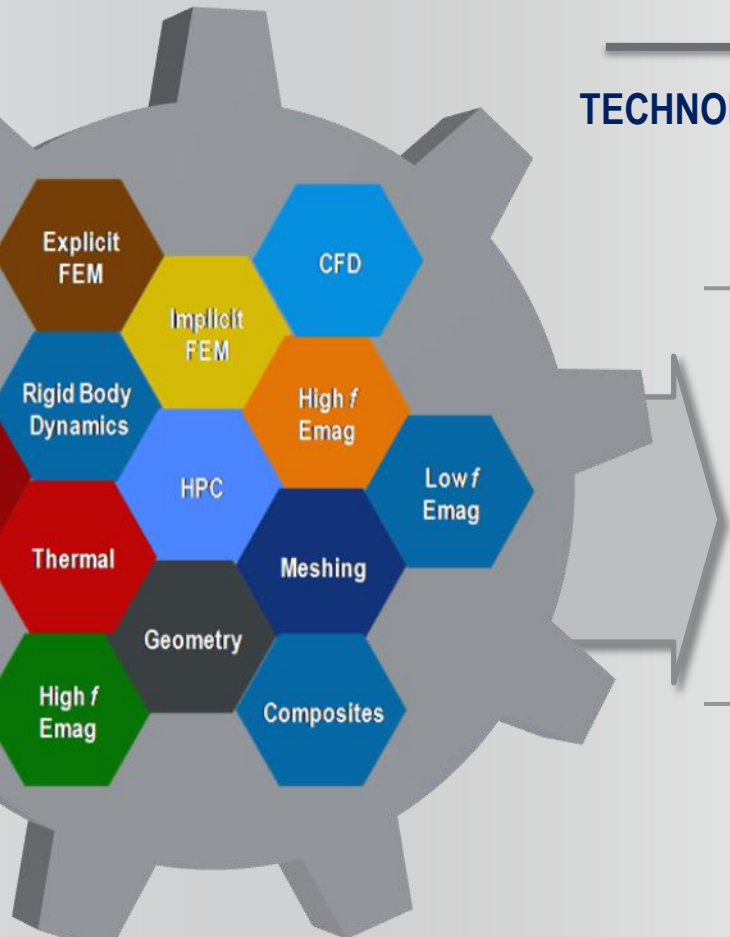 TECHNO
Explicit
FEM
CFD
Implicit
FEM
Rigid Body
Dynamics
High f
Emag
HPC
Low f
Emag
Thermal
Meshing
Geometry
High f
Emag
Composites